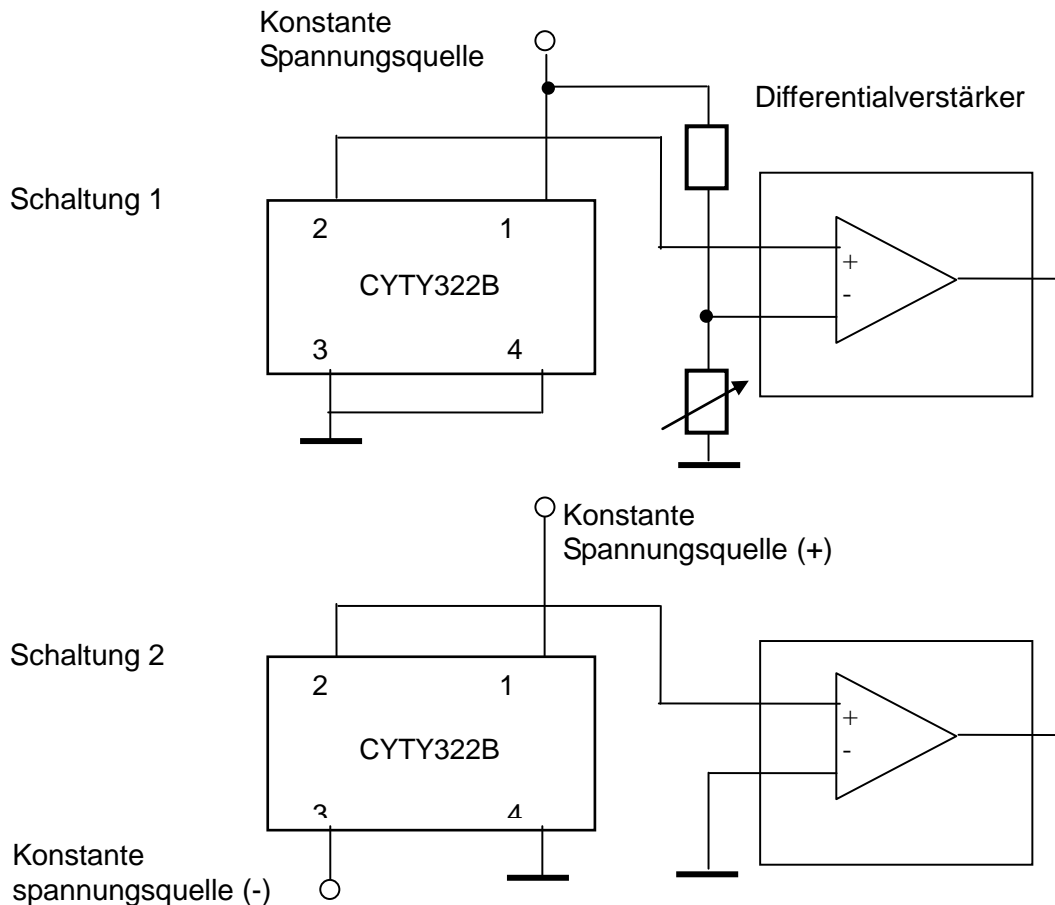 Konstante
Spannungsquelle
Differentialverstärker
Schaltung 1
2 1
CYTY322B
+
-
3 4
Konstante
Spannungsquelle (+)
Schaltung 2
2 1
+
CYTY322B
-
3 4
Konstante
spannungsquelle (-)